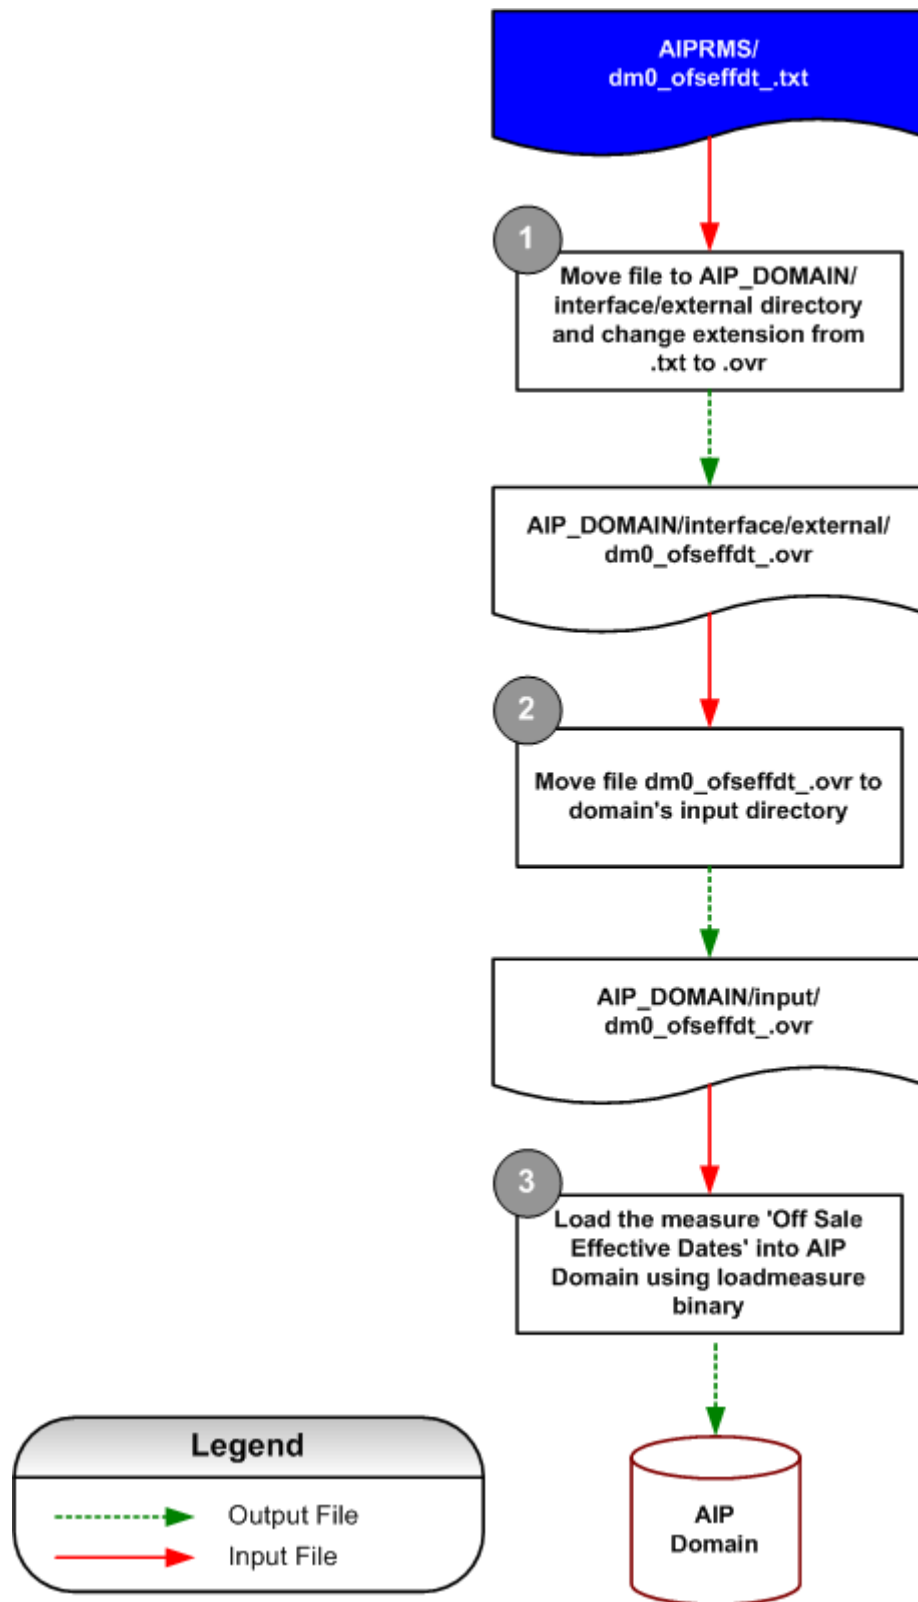 AIPRMS/
dm0_ofseffdt_.txt
1
Move file to AIP_DOMAIN/
interface/external directory
and change extension from
.txt to .ovr
AIP_DOMAIN/interface/external/
dm0_ofseffdt_.ovr
2
Move file dm0_ofseffdt_.ovr to
domain's input directory
AIP_DOMAIN/input/
dm0_ofseffdt_.ovr
3
Load the measure 'Off Sale
Effective Dates' into AIP
Domain using loadmeasure
binary
Legend
Output File
Input File
AIP
Domain